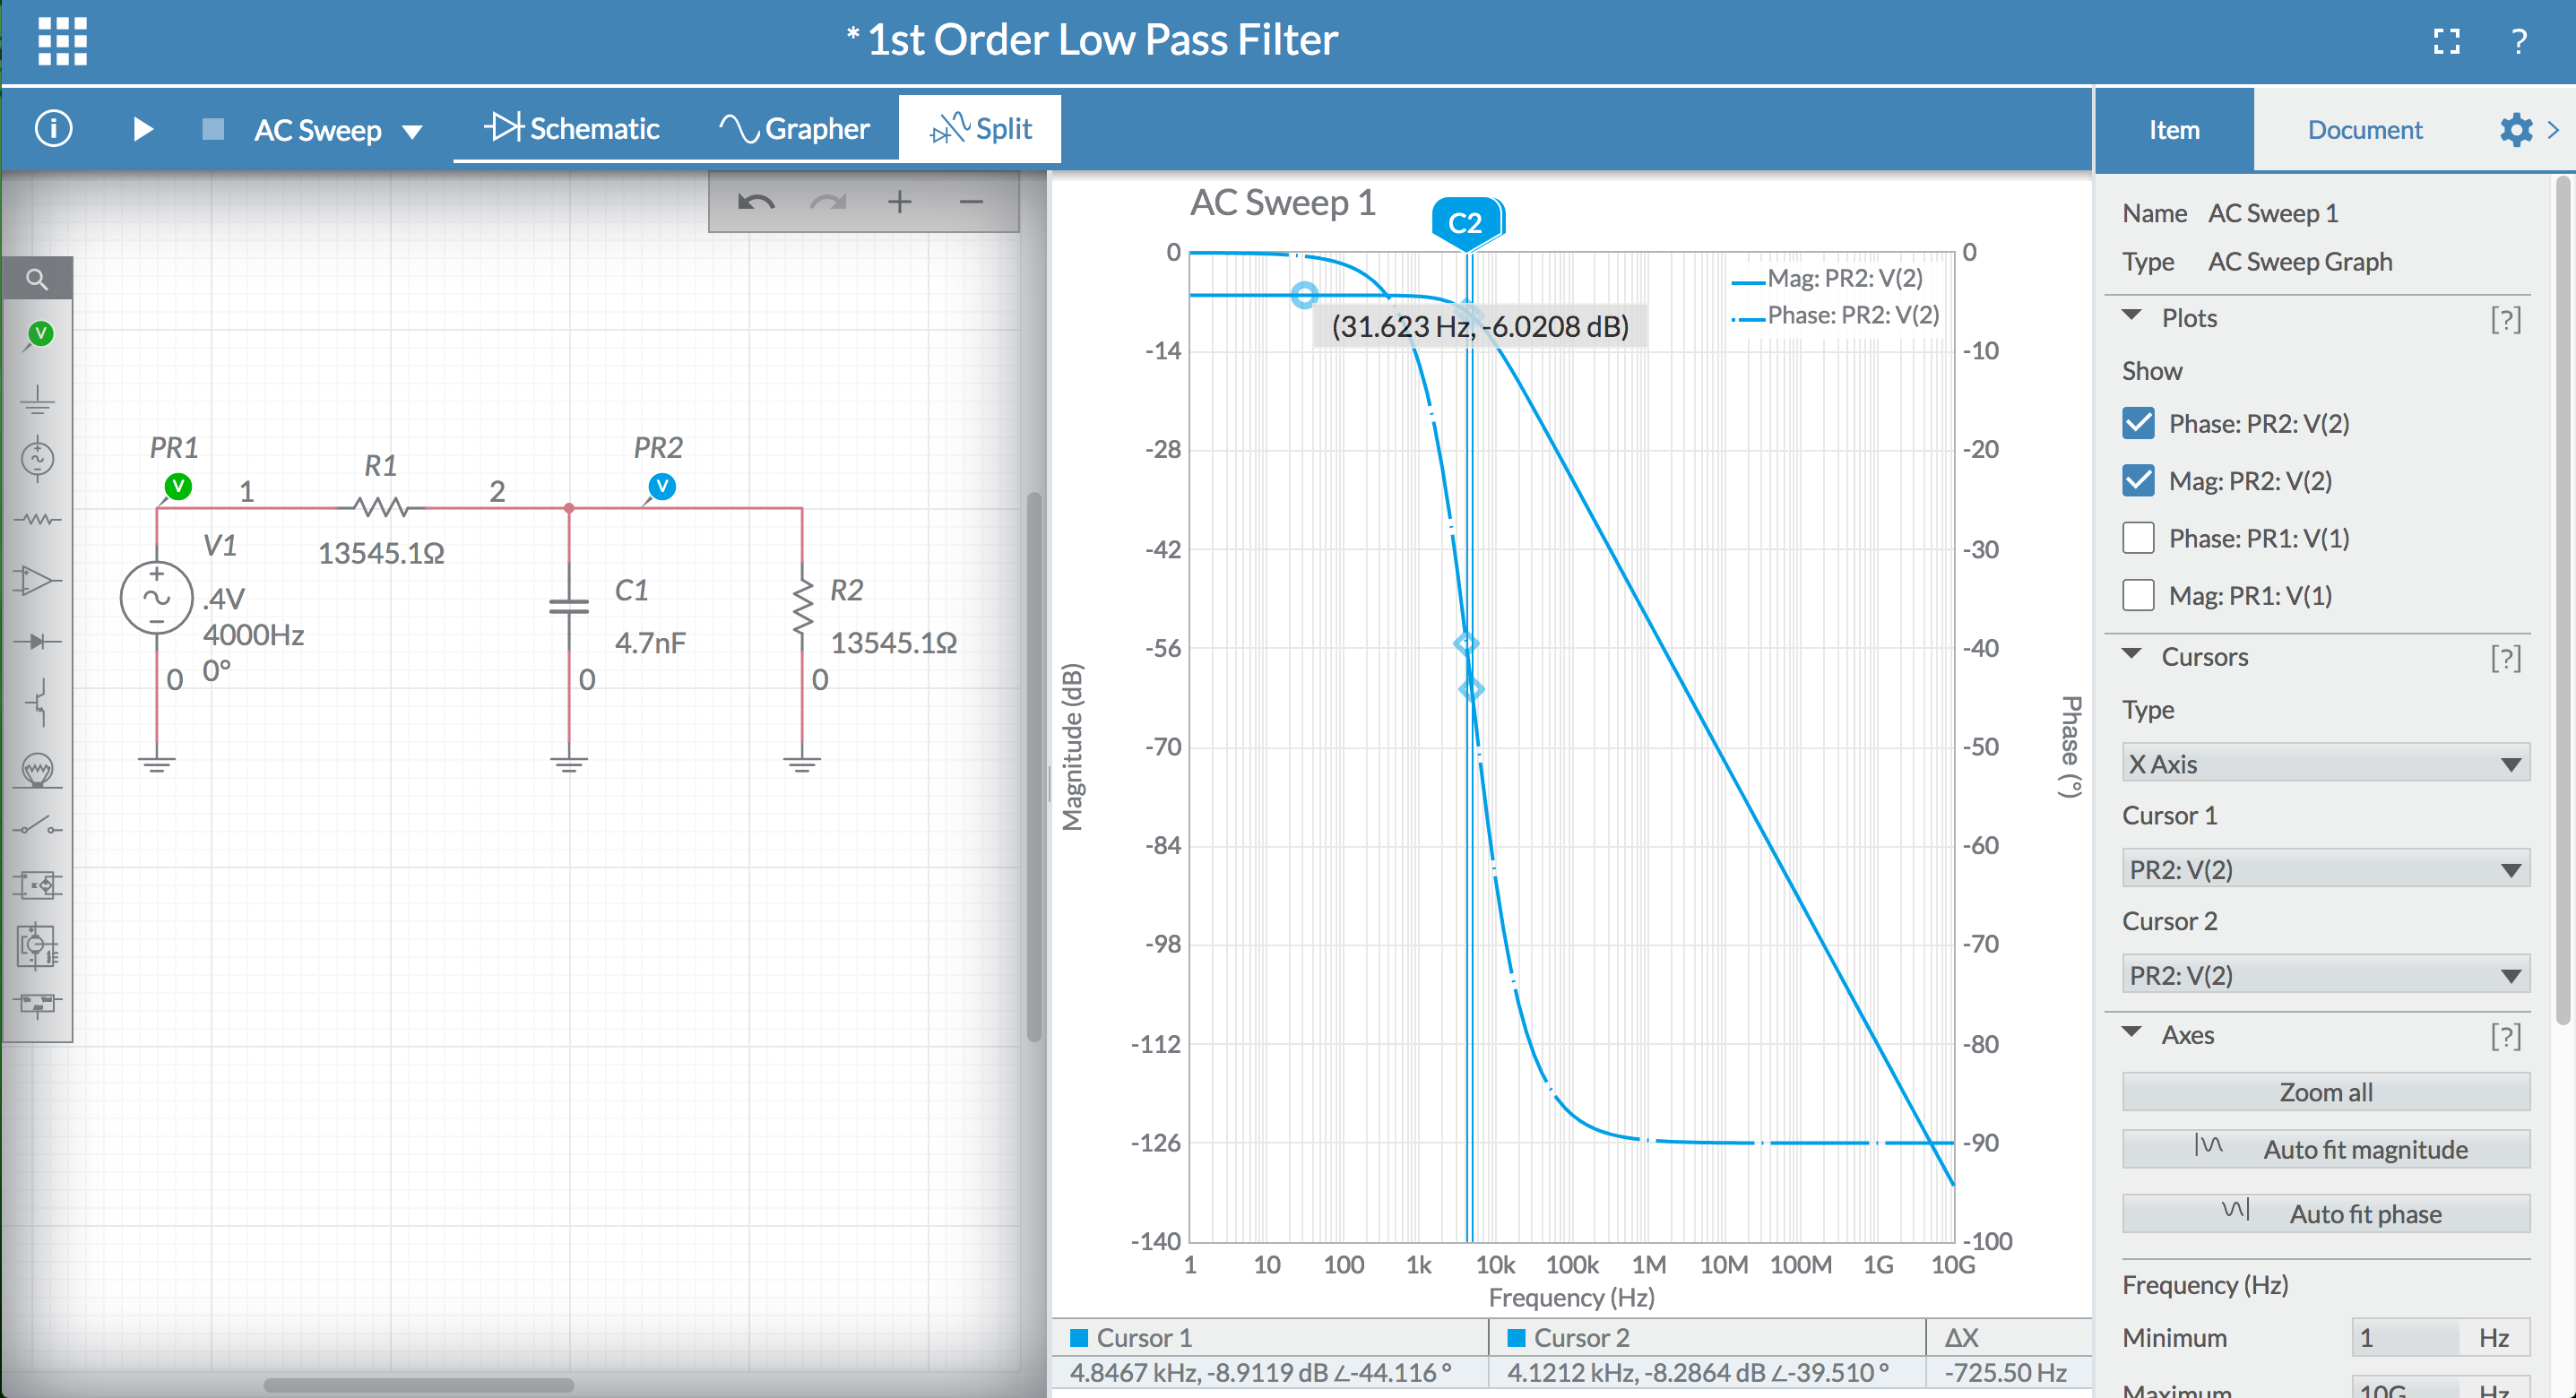 * 1st Order Low Pass Filter
?
i
AC Sweep
Schematic
Grapher
Split
Item
Document
PR1
V
1
R1
13545.1Ω
2
PR2
V
V1
.4V
4000Hz
0°
0
C1
4.7nF
0
R2
13545.1Ω
0
V
AC Sweep 1
C2
Mag: PR2: V(2)
Phase: PR2: V(2)
(31.623 Hz, -6.0208 dB)
0
-14
-28
-42
-56
-70
-84
-98
-112
-126
-140
Magnitude (dB)
0
-10
-20
-30
-40
-50
-60
-70
-80
-90
-100
Phase (°)
1 10 100 1k 10k 100k 1M 10M 100M 1G 10G
Frequency (Hz)
Cursor 1 Cursor 2 ΔX
4.8467 kHz, -8.9119 dB ∠-44.116 ° 4.1212 kHz, -8.2864 dB ∠-39.510 ° -725.50 Hz
Name AC Sweep 1
Type AC Sweep Graph
Plots [?]
Show
Phase: PR2: V(2)
Mag: PR2: V(2)
Phase: PR1: V(1)
Mag: PR1: V(1)
Cursors [?]
Type
X Axis
Cursor 1
PR2: V(2)
Cursor 2
PR2: V(2)
Axes [?]
Zoom all
Auto fit magnitude
Auto fit phase
Frequency (Hz)
Minimum 1 Hz
Maximum 10G Hz